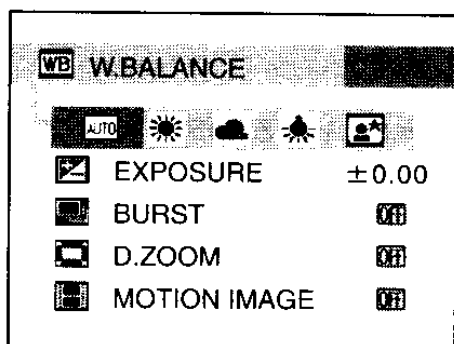 WB W.BALANCE
AUTO
EXPOSURE ±0.00
BURST Off
D.ZOOM Off
MOTION IMAGE Off